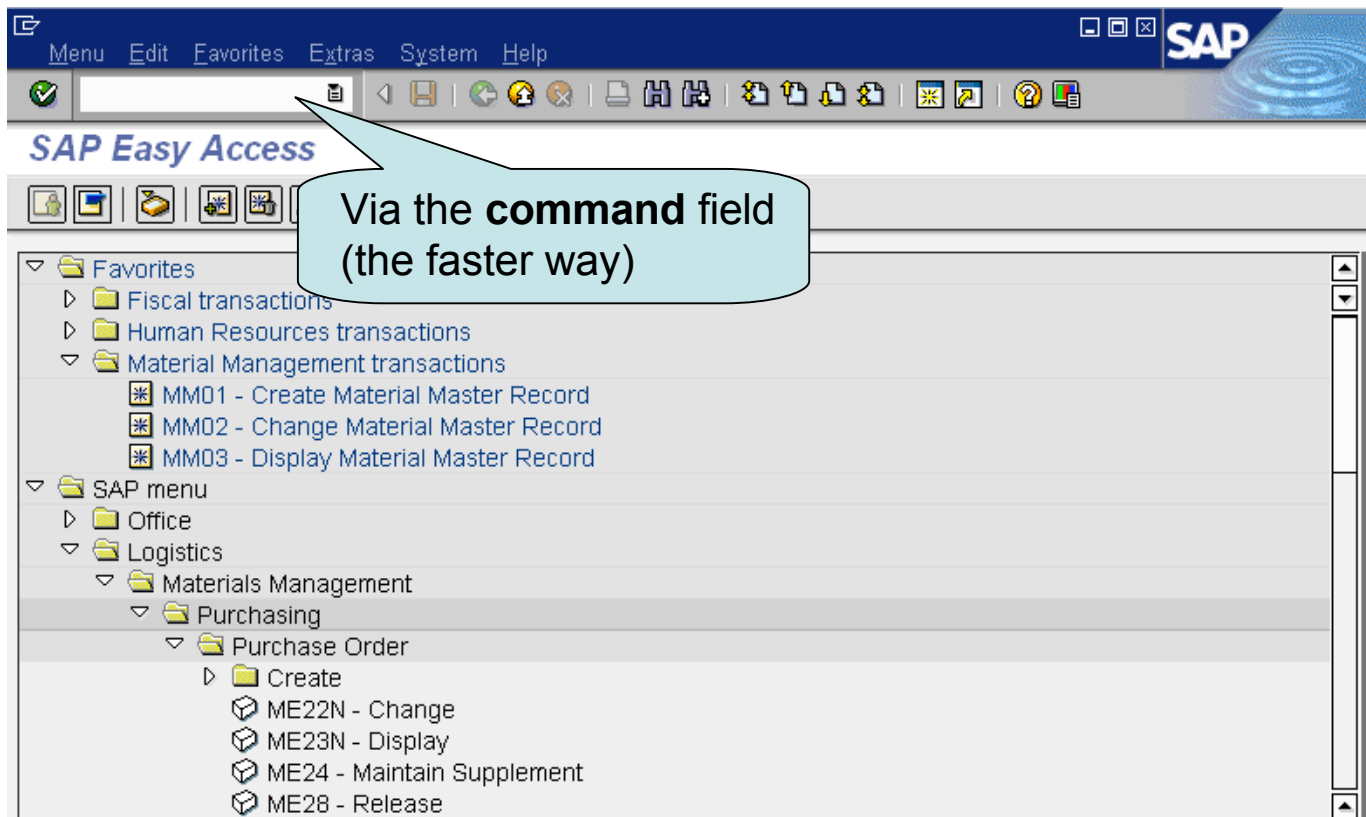 Menu Edit Favorites Extras System Help
SAP
SAP Easy Access
Via the command field
(the faster way)
Favorites
Fiscal transactions
Human Resources transactions
Material Management transactions
MM01 - Create Material Master Record
MM02 - Change Material Master Record
MM03 - Display Material Master Record
SAP menu
Office
Logistics
Materials Management
Purchasing
Purchase Order
Create
ME22N - Change
ME23N - Display
ME24 - Maintain Supplement
ME28 - Release